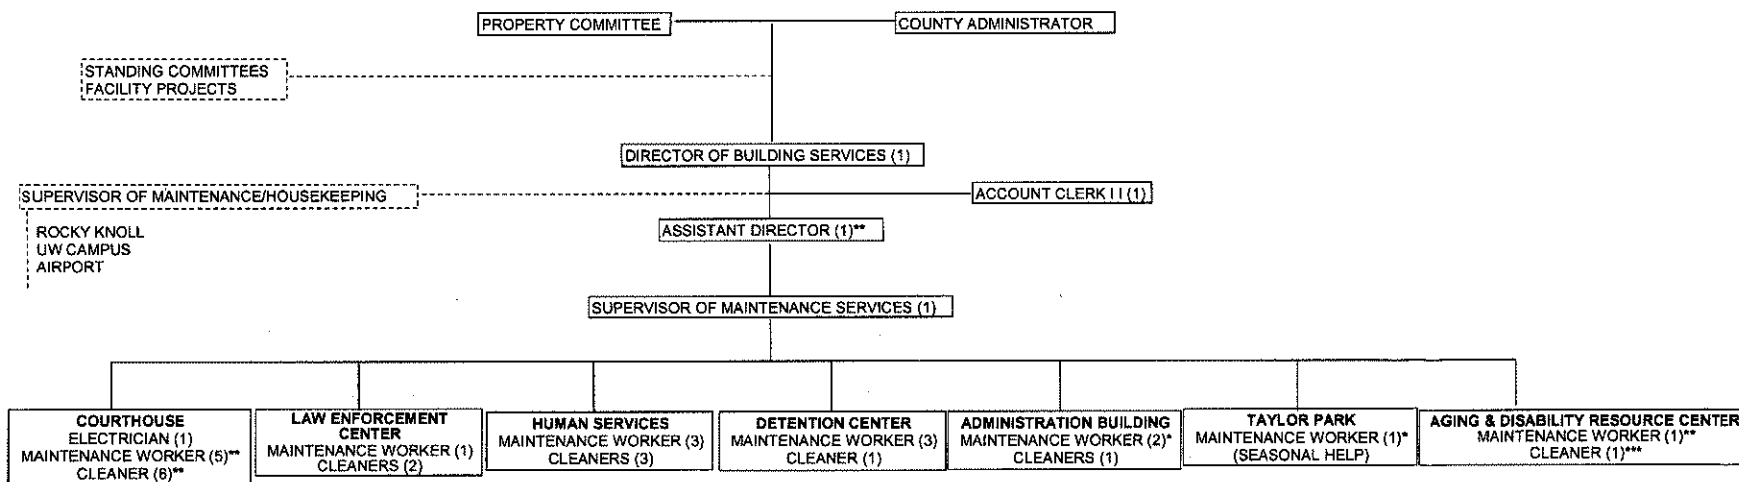 PROPERTY COMMITTEE
COUNTY ADMINISTRATOR
STANDING COMMITTEES
FACILITY PROJECTS
DIRECTOR OF BUILDING SERVICES (1)
SUPERVISOR OF MAINTENANCE/HOUSEKEEPING
ACCOUNT CLERK I I (1)
ROCKY KNOLL
UW CAMPUS
AIRPORT
ASSISTANT DIRECTOR (1)**
SUPERVISOR OF MAINTENANCE SERVICES (1)
COURTHOUSE
ELECTRICIAN (1)
MAINTENANCE WORKER (5)**
CLEANER (6)**
LAW ENFORCEMENT
CENTER
MAINTENANCE WORKER (1)
CLEANERS (2)
HUMAN SERVICES
MAINTENANCE WORKER (3)
CLEANERS (3)
DETENTION CENTER
MAINTENANCE WORKER (3)
CLEANER (1)
ADMINISTRATION BUILDING
MAINTENANCE WORKER (2)*
CLEANERS (1)
TAYLOR PARK
MAINTENANCE WORKER (1)*
(SEASONAL HELP)
AGING & DISABILITY RESOURCE CENTER
MAINTENANCE WORKER (1)**
CLEANER (1)***